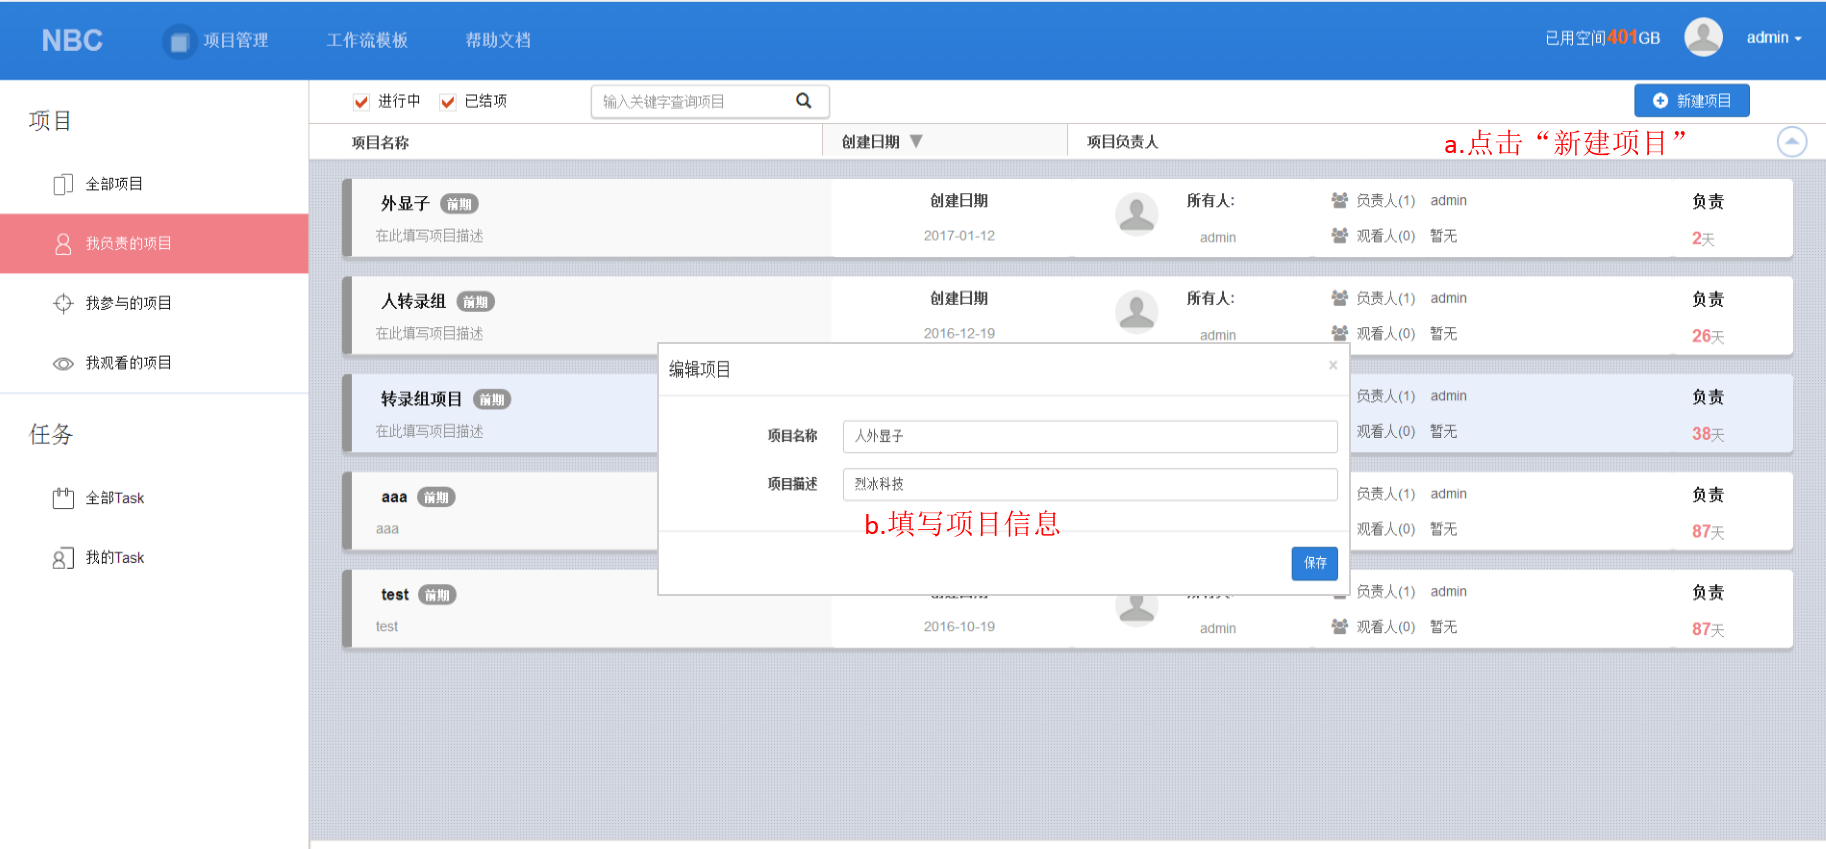 NBC 项目管理 工作流模板 帮助文档 已用空间401GB admin
项目
全部项目
我负责的项目
我参与的项目
我观看的项目
任务
全部Task
我的Task
进行中 已结项 输入关键字查询项目 新建项目
项目名称 创建日期 项目负责人
a.点击“新建项目”
外显子 前期 创建日期 所有人: 负责人(1) admin 负责
在此填写项目描述 2017-01-12 admin 观看人(0) 暂无 2天
人转录组 前期 创建日期 所有人: 负责人(1) admin 负责
在此填写项目描述 2016-12-19 admin 观看人(0) 暂无 26天
转录组项目 前期 负责人(1) admin 负责
在此填写项目描述 观看人(0) 暂无 38天
aaa 前期 负责人(1) admin 负责
aaa 观看人(0) 暂无 87天
test 前期 负责人(1) admin 负责
test 2016-10-19 admin 观看人(0) 暂无 87天
编辑项目 ×
项目名称 人外显子
项目描述 烈冰科技
b.填写项目信息
保存